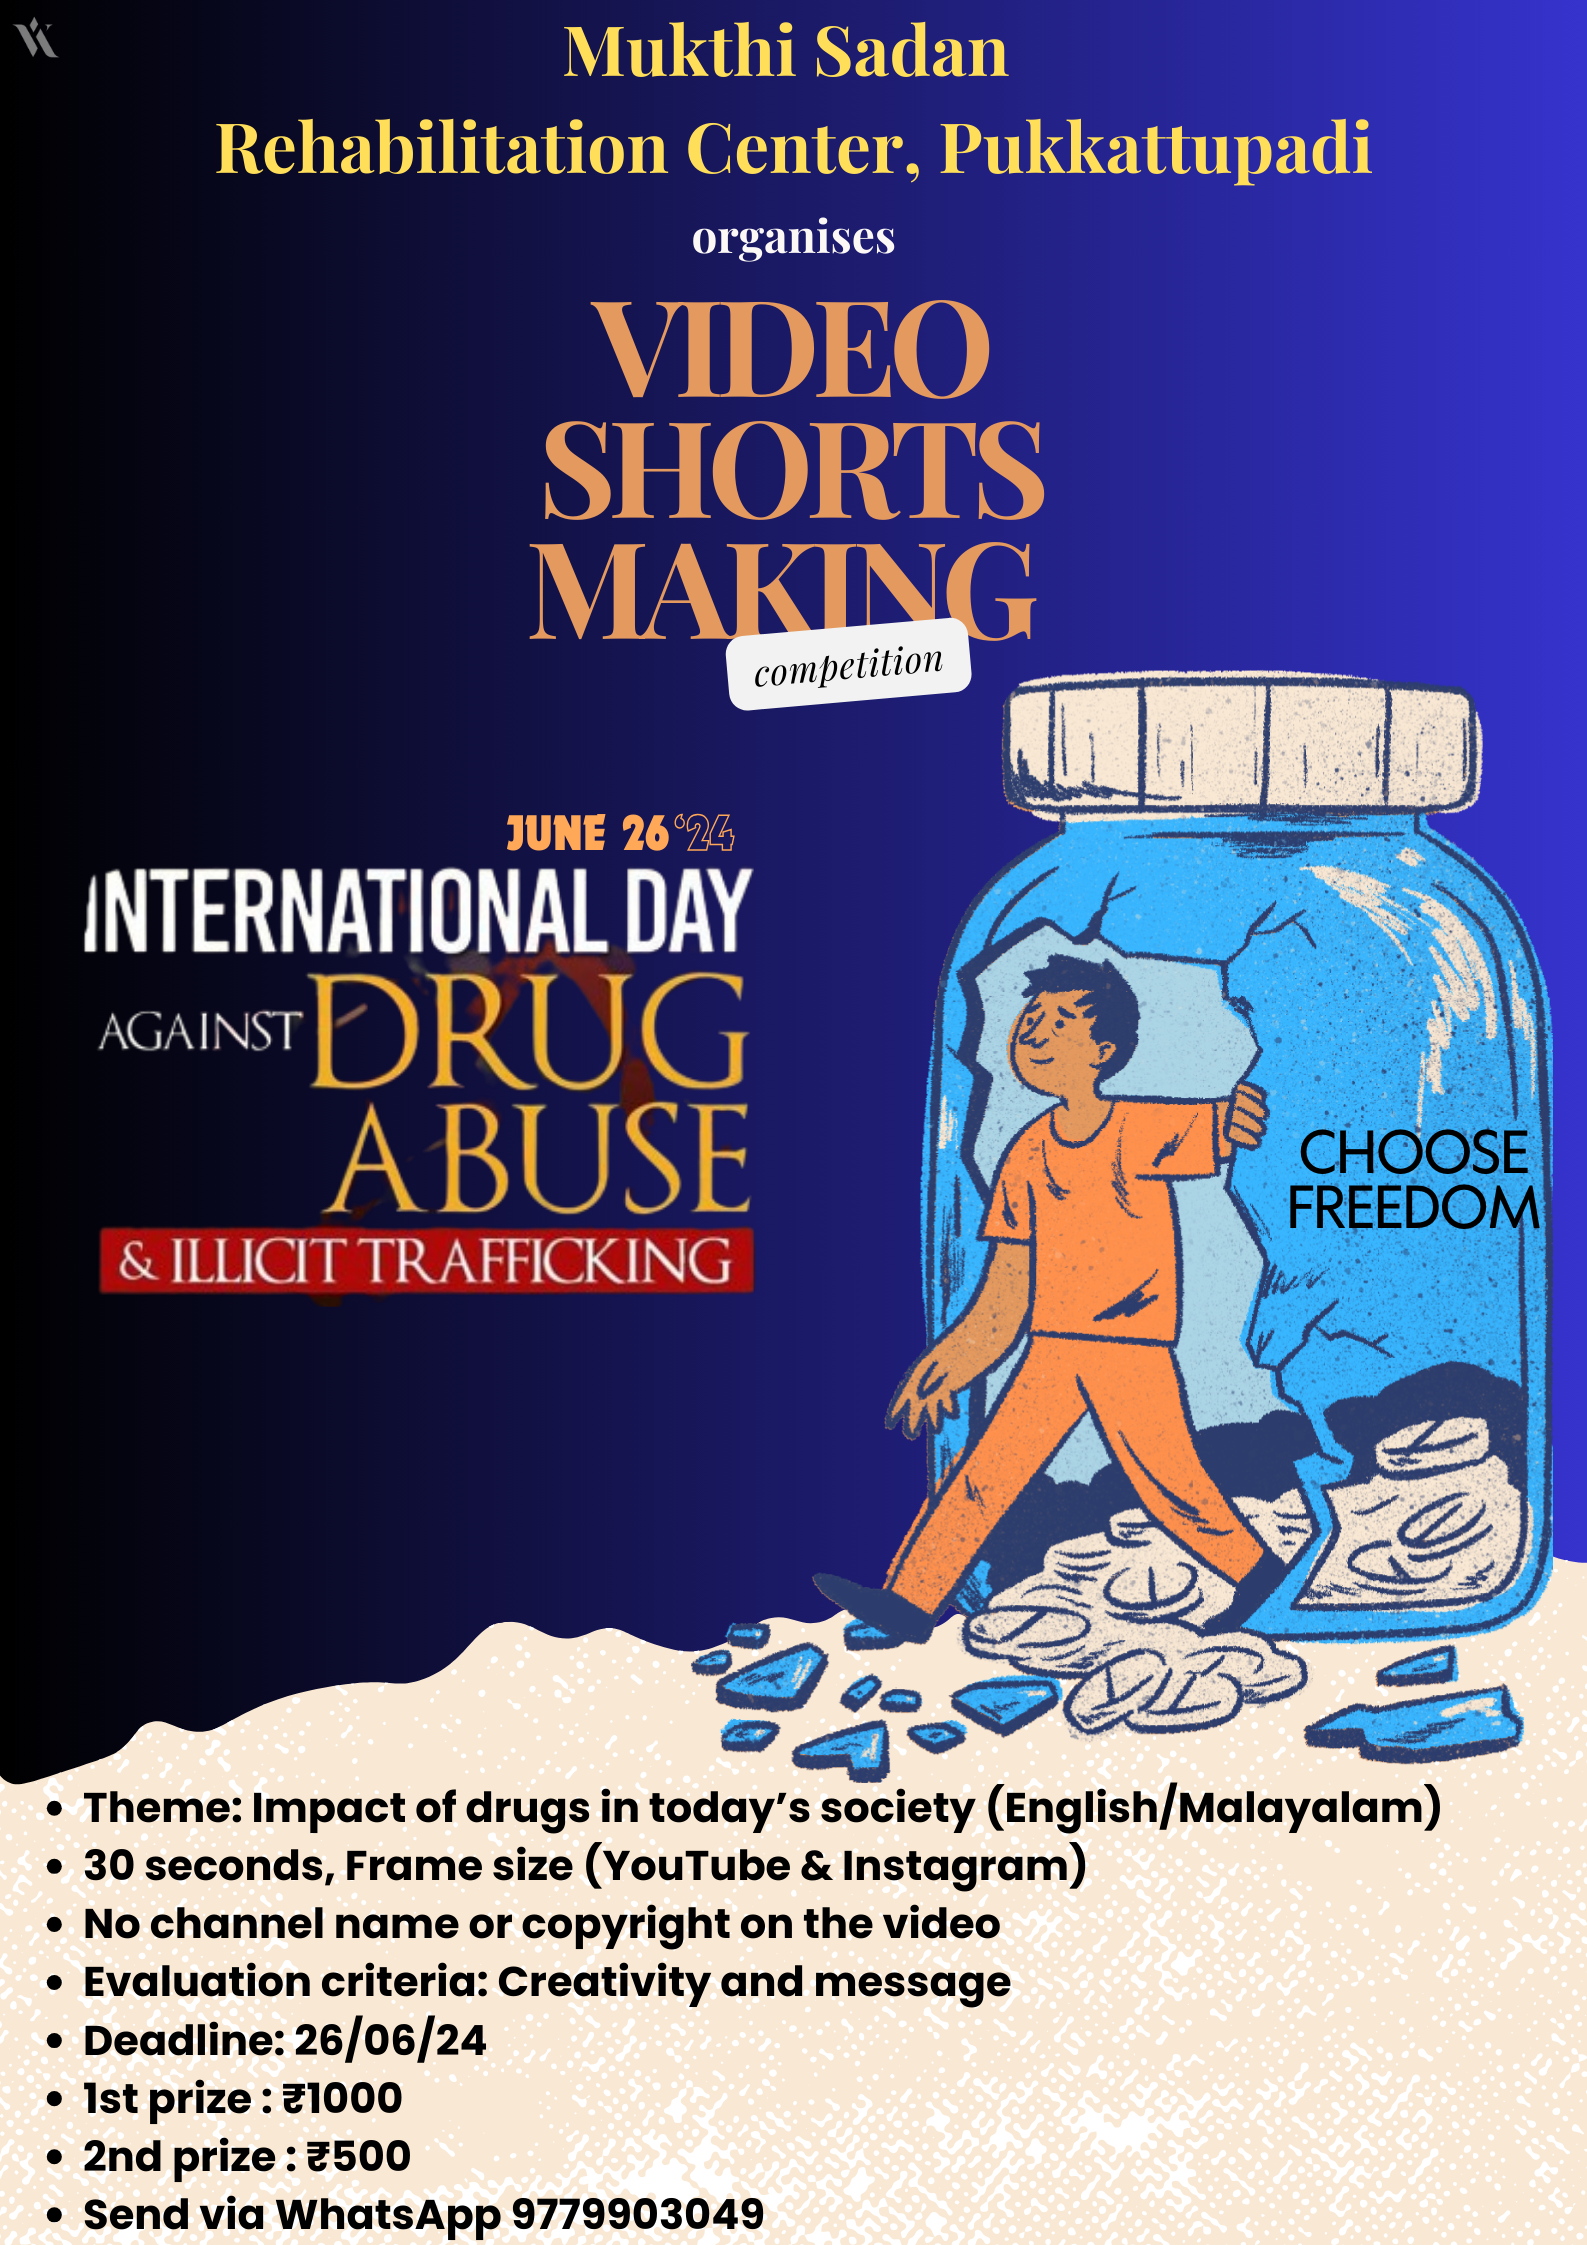 Mukthi Sadan
Rehabilitation Center, Pukkattupadi
organises
VIDEO
SHORTS
MAKING
competition
JUNE 26 ‘24
INTERNATIONAL DAY
AGAINST DRUG
ABUSE
& ILLICIT TRAFFICKING
CHOOSE
FREEDOM
• Theme: Impact of drugs in today’s society (English/Malayalam)
• 30 seconds, Frame size (YouTube & Instagram)
• No channel name or copyright on the video
• Evaluation criteria: Creativity and message
• Deadline: 26/06/24
• 1st prize : ₹1000
• 2nd prize : ₹500
• Send via WhatsApp 9779903049